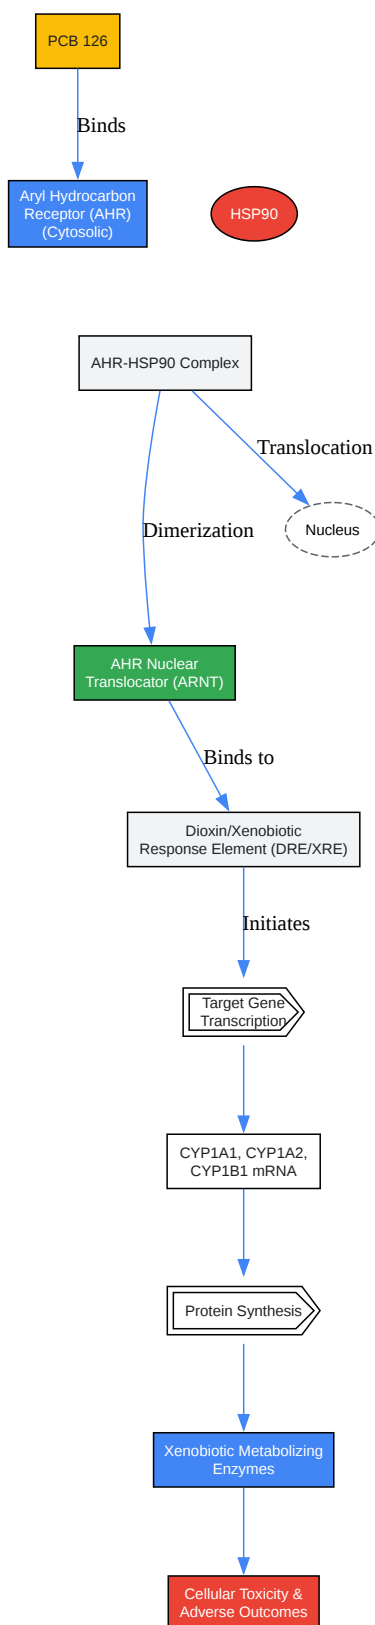 PCB 126
Binds
Aryl Hydrocarbon
Receptor (AHR)
(Cytosolic)
HSP90
AHR-HSP90 Complex
Translocation
Nucleus
Dimerization
AHR Nuclear
Translocator (ARNT)
Binds to
Dioxin/Xenobiotic
Response Element (DRE/XRE)
Initiates
Target Gene
Transcription
CYP1A1, CYP1A2,
CYP1B1 mRNA
Protein Synthesis
Xenobiotic Metabolizing
Enzymes
Cellular Toxicity &
Adverse Outcomes